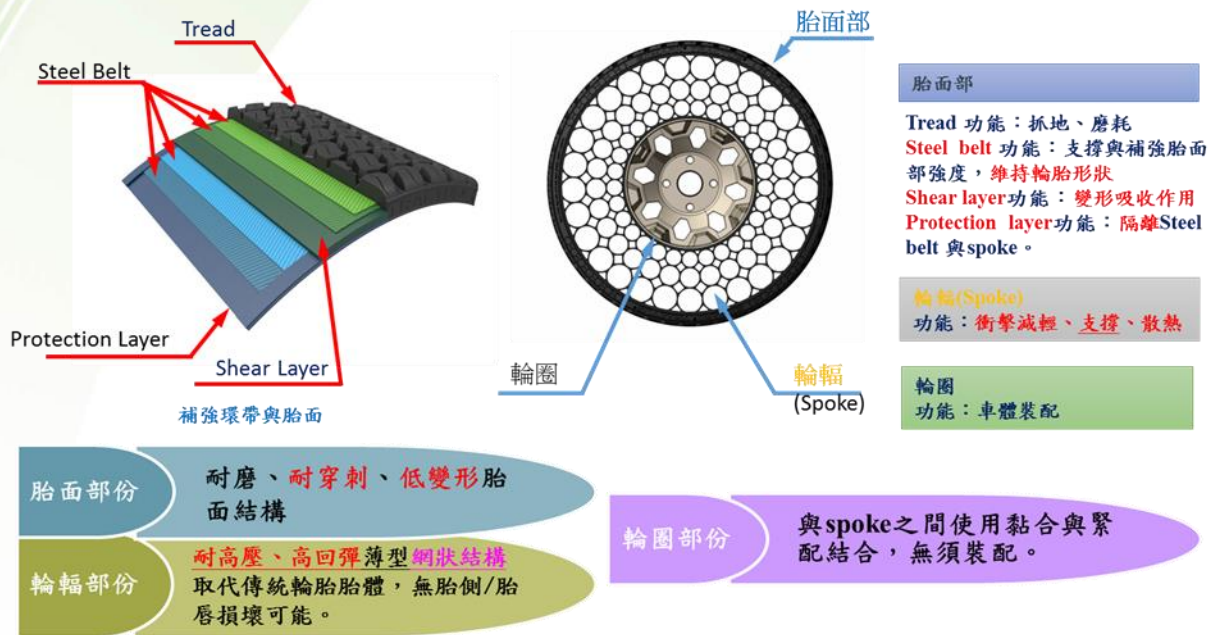 Tread
Steel Belt
Protection Layer
Shear Layer
補強環帶與胎面
胎面部
輪圈
輪輻
(Spoke)
胎面部
Tread 功能：抓地、磨耗
Steel belt 功能：支撐與補強胎面
部強度，維持輪胎形狀
Shear layer功能：變形吸收作用
Protection layer功能：隔離Steel
belt 與spoke。
輪輻(Spoke)
功能：衝擊減輕、支撐、散熱
輪圈
功能：車體裝配
胎面部份
耐磨、耐穿刺、低變形胎
面結構
輪輻部份
耐高壓、高回彈薄型網狀結構
取代傳統輪胎胎體，無胎側/胎
唇損壞可能。
輪圈部份
與spoke之間使用黏合與緊
配結合，無須裝配。